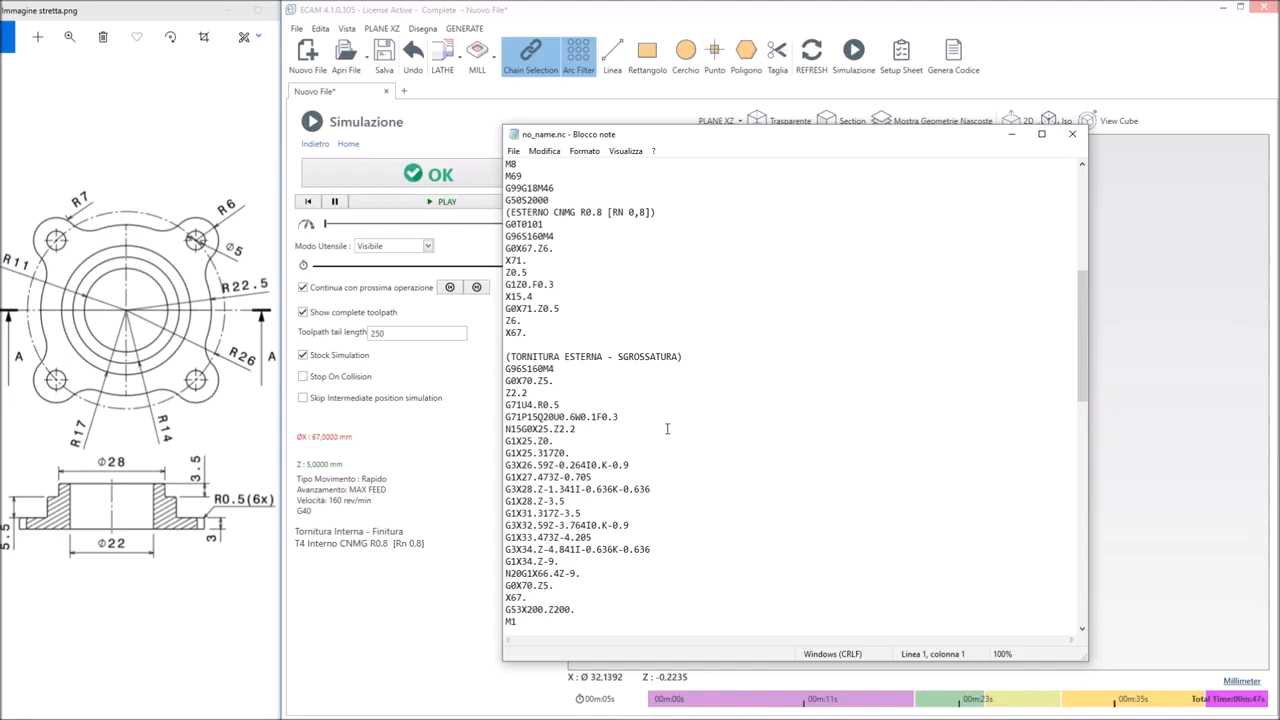 Immagine stretta.png
ECAM 4.1.0.305 - License Active - Complete - Nuovo File*
File Edita Vista PLANE XZ Disegna GENERATE
Nuovo File Apri File Salva Undo LATHE MILL Chain Selection Arc Filter Linea Rettangolo Cerchio Punto Poligono Taglia REFRESH Simulazione Setup Sheet Genera Codice
Nuovo File*
Simulazione
Indietro Home
OK
PLAY
Modo Utensile : Visibile
Continua con prossima operazione
Show complete toolpath
Toolpath tail length 250
Stock Simulation
Stop On Collision
Skip Intermediate position simulation
ØX : 67,0000 mm
Z : 5,0000 mm
Tipo Movimento : Rapido
Avanzamento: MAX FEED
Velocità: 160 rev/min
G40
Tornitura Interna - Finitura
T4 Interno CNMG R0.8 [Rn 0,8]
PLANE XZ Trasparente Section Mostra Geometrie Nascoste 2D Iso View Cube
no_name.nc - Blocco note
File Modifica Formato Visualizza ?
M8
M69
G99G18M46
G50S2000
(ESTERNO CNMG R0.8 [RN 0,8])
G0T0101
G96S160M4
G0X67.Z6.
X71.
Z0.5
G1Z0.F0.3
X15.4
G0X71.Z0.5
Z6.
X67.
(TORNITURA ESTERNA - SGROSSATURA)
G96S160M4
G0X70.Z5.
Z2.2
G71U4.R0.5
G71P15Q20U0.6W0.1F0.3
N15G0X25.Z2.2
G1X25.Z0.
G1X25.317Z0.
G3X26.59Z-0.264I0.K-0.9
G1X27.473Z-0.705
G3X28.Z-1.341I-0.636K-0.636
G1X28.Z-3.5
G1X31.317Z-3.5
G3X32.59Z-3.764I0.K-0.9
G1X33.473Z-4.205
G3X34.Z-4.841I-0.636K-0.636
G1X34.Z-9.
N20G1X66.4Z-9.
G0X70.Z5.
X67.
G53X200.Z200.
M1
Windows (CRLF) Linea 1, colonna 1 100%
X : Ø 32,1392 Z : -0,2235
Millimeter
00m:05s 00m:00s 00m:11s 00m:23s 00m:35s Total Time:00m:47s
R7
R6
Ø5
R11
R22.5
R26
A
A
R17
R14
Ø28
3.5
R0.5(6x)
5.5
3
Ø22